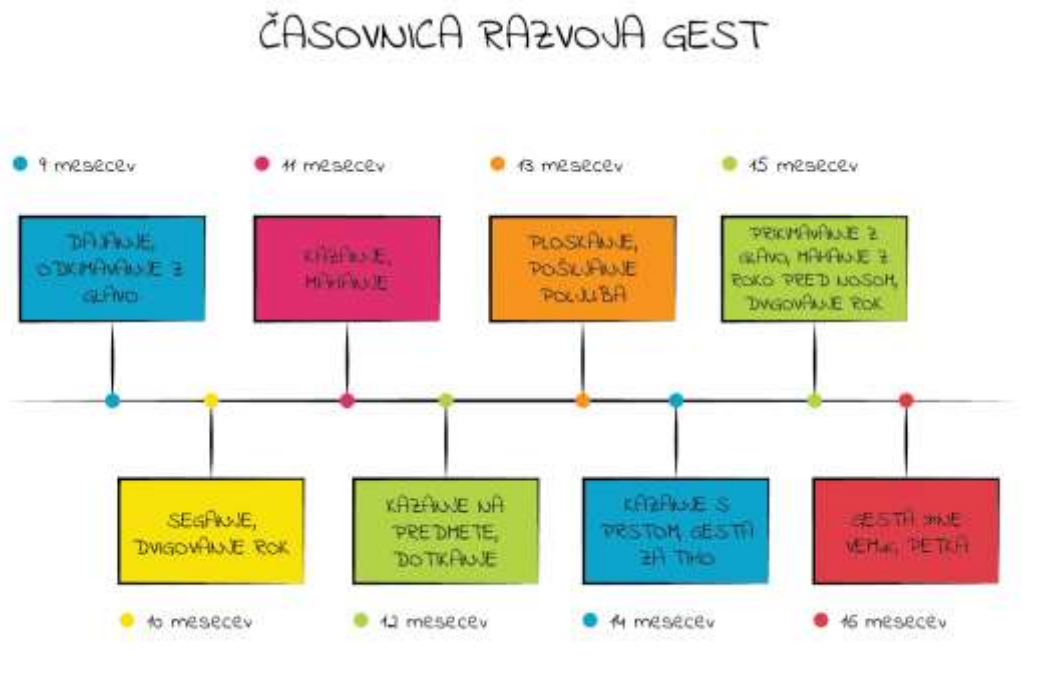 ČASOVNICA RAZVOJA GEST
9 mesecev
DAJANJE,
ODKIMAVANJE Z
GLAVO
10 mesecev
SEGANJE,
DVIGOVANJE ROK
11 mesecev
KAZANJE,
MAHANJE
12 mesecev
KAZANJE NA
PREDMETE,
DOTIKANJE
13 mesecev
PLOSKANJE,
POŠILJANJE
POLJUBA
14 mesecev
KAZANJE S
PRSTOM, GESTA
ZA TIHO
15 mesecev
PRIKIMAVANJE Z
GLAVO, MAHANJE Z
ROKO PRED NOSOM,
DVIGOVANJE ROK
16 mesecev
GESTA »NE
VEM«, PETKA